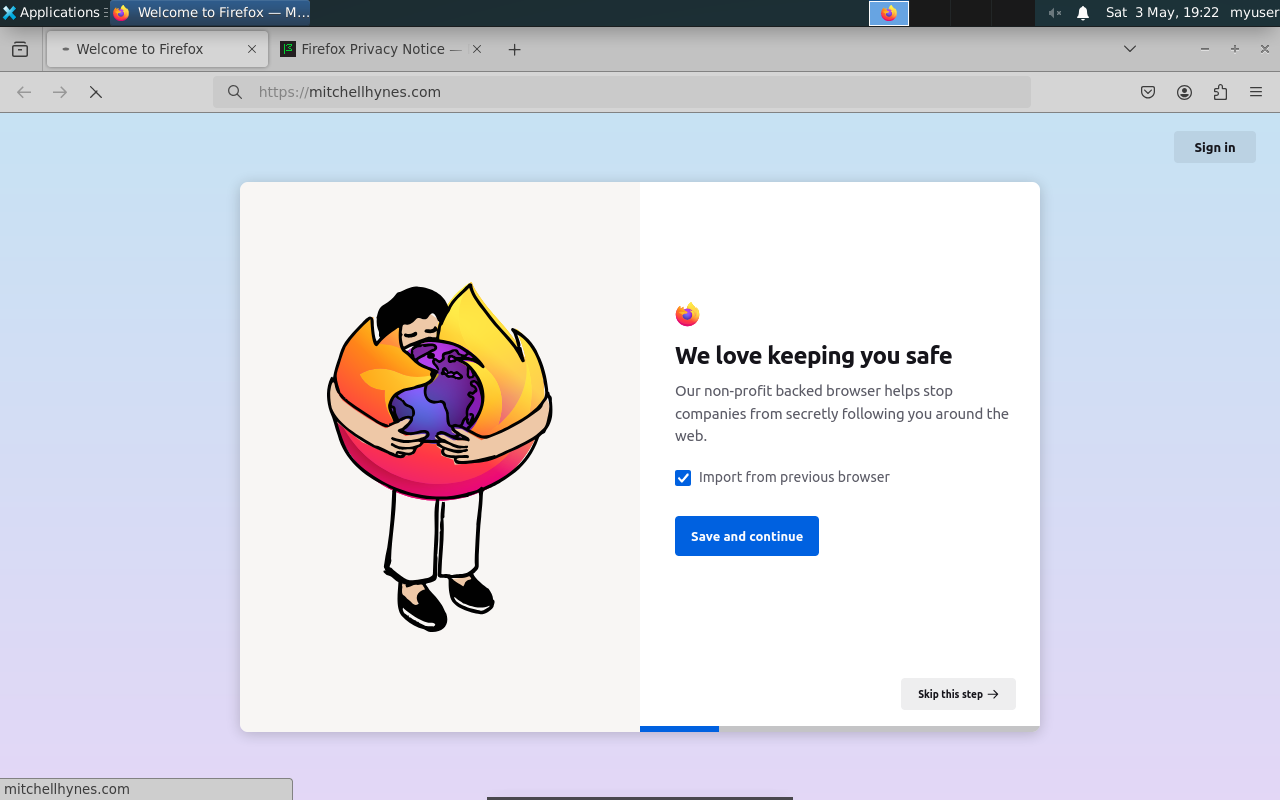 Applications
Welcome to Firefox — M...
Sat 3 May, 19:22
myuser
Welcome to Firefox
Firefox Privacy Notice —
https://mitchellhynes.com
Sign in
We love keeping you safe
Our non-profit backed browser helps stop
companies from secretly following you around the
web.
Import from previous browser
Save and continue
Skip this step
mitchellhynes.com